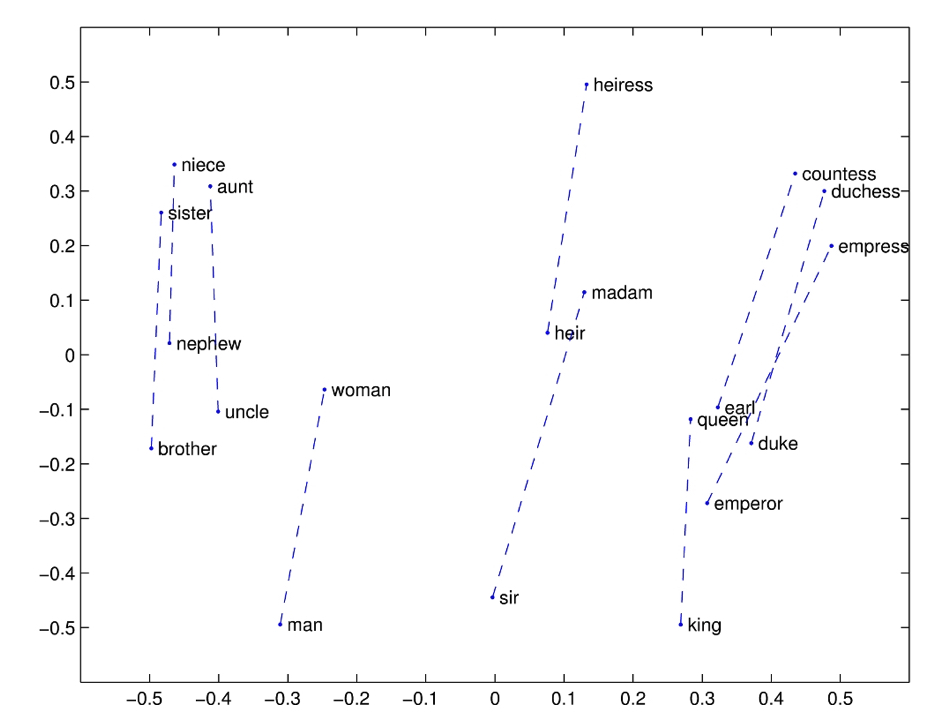 heiress
niece
countess
aunt
duchess
sister
empress
madam
heir
nephew
woman
earl
uncle
queen
brother
duke
emperor
sir
man
king
0.5
0.4
0.3
0.2
0.1
0
−0.1
−0.2
−0.3
−0.4
−0.5
−0.5 −0.4 −0.3 −0.2 −0.1 0 0.1 0.2 0.3 0.4 0.5